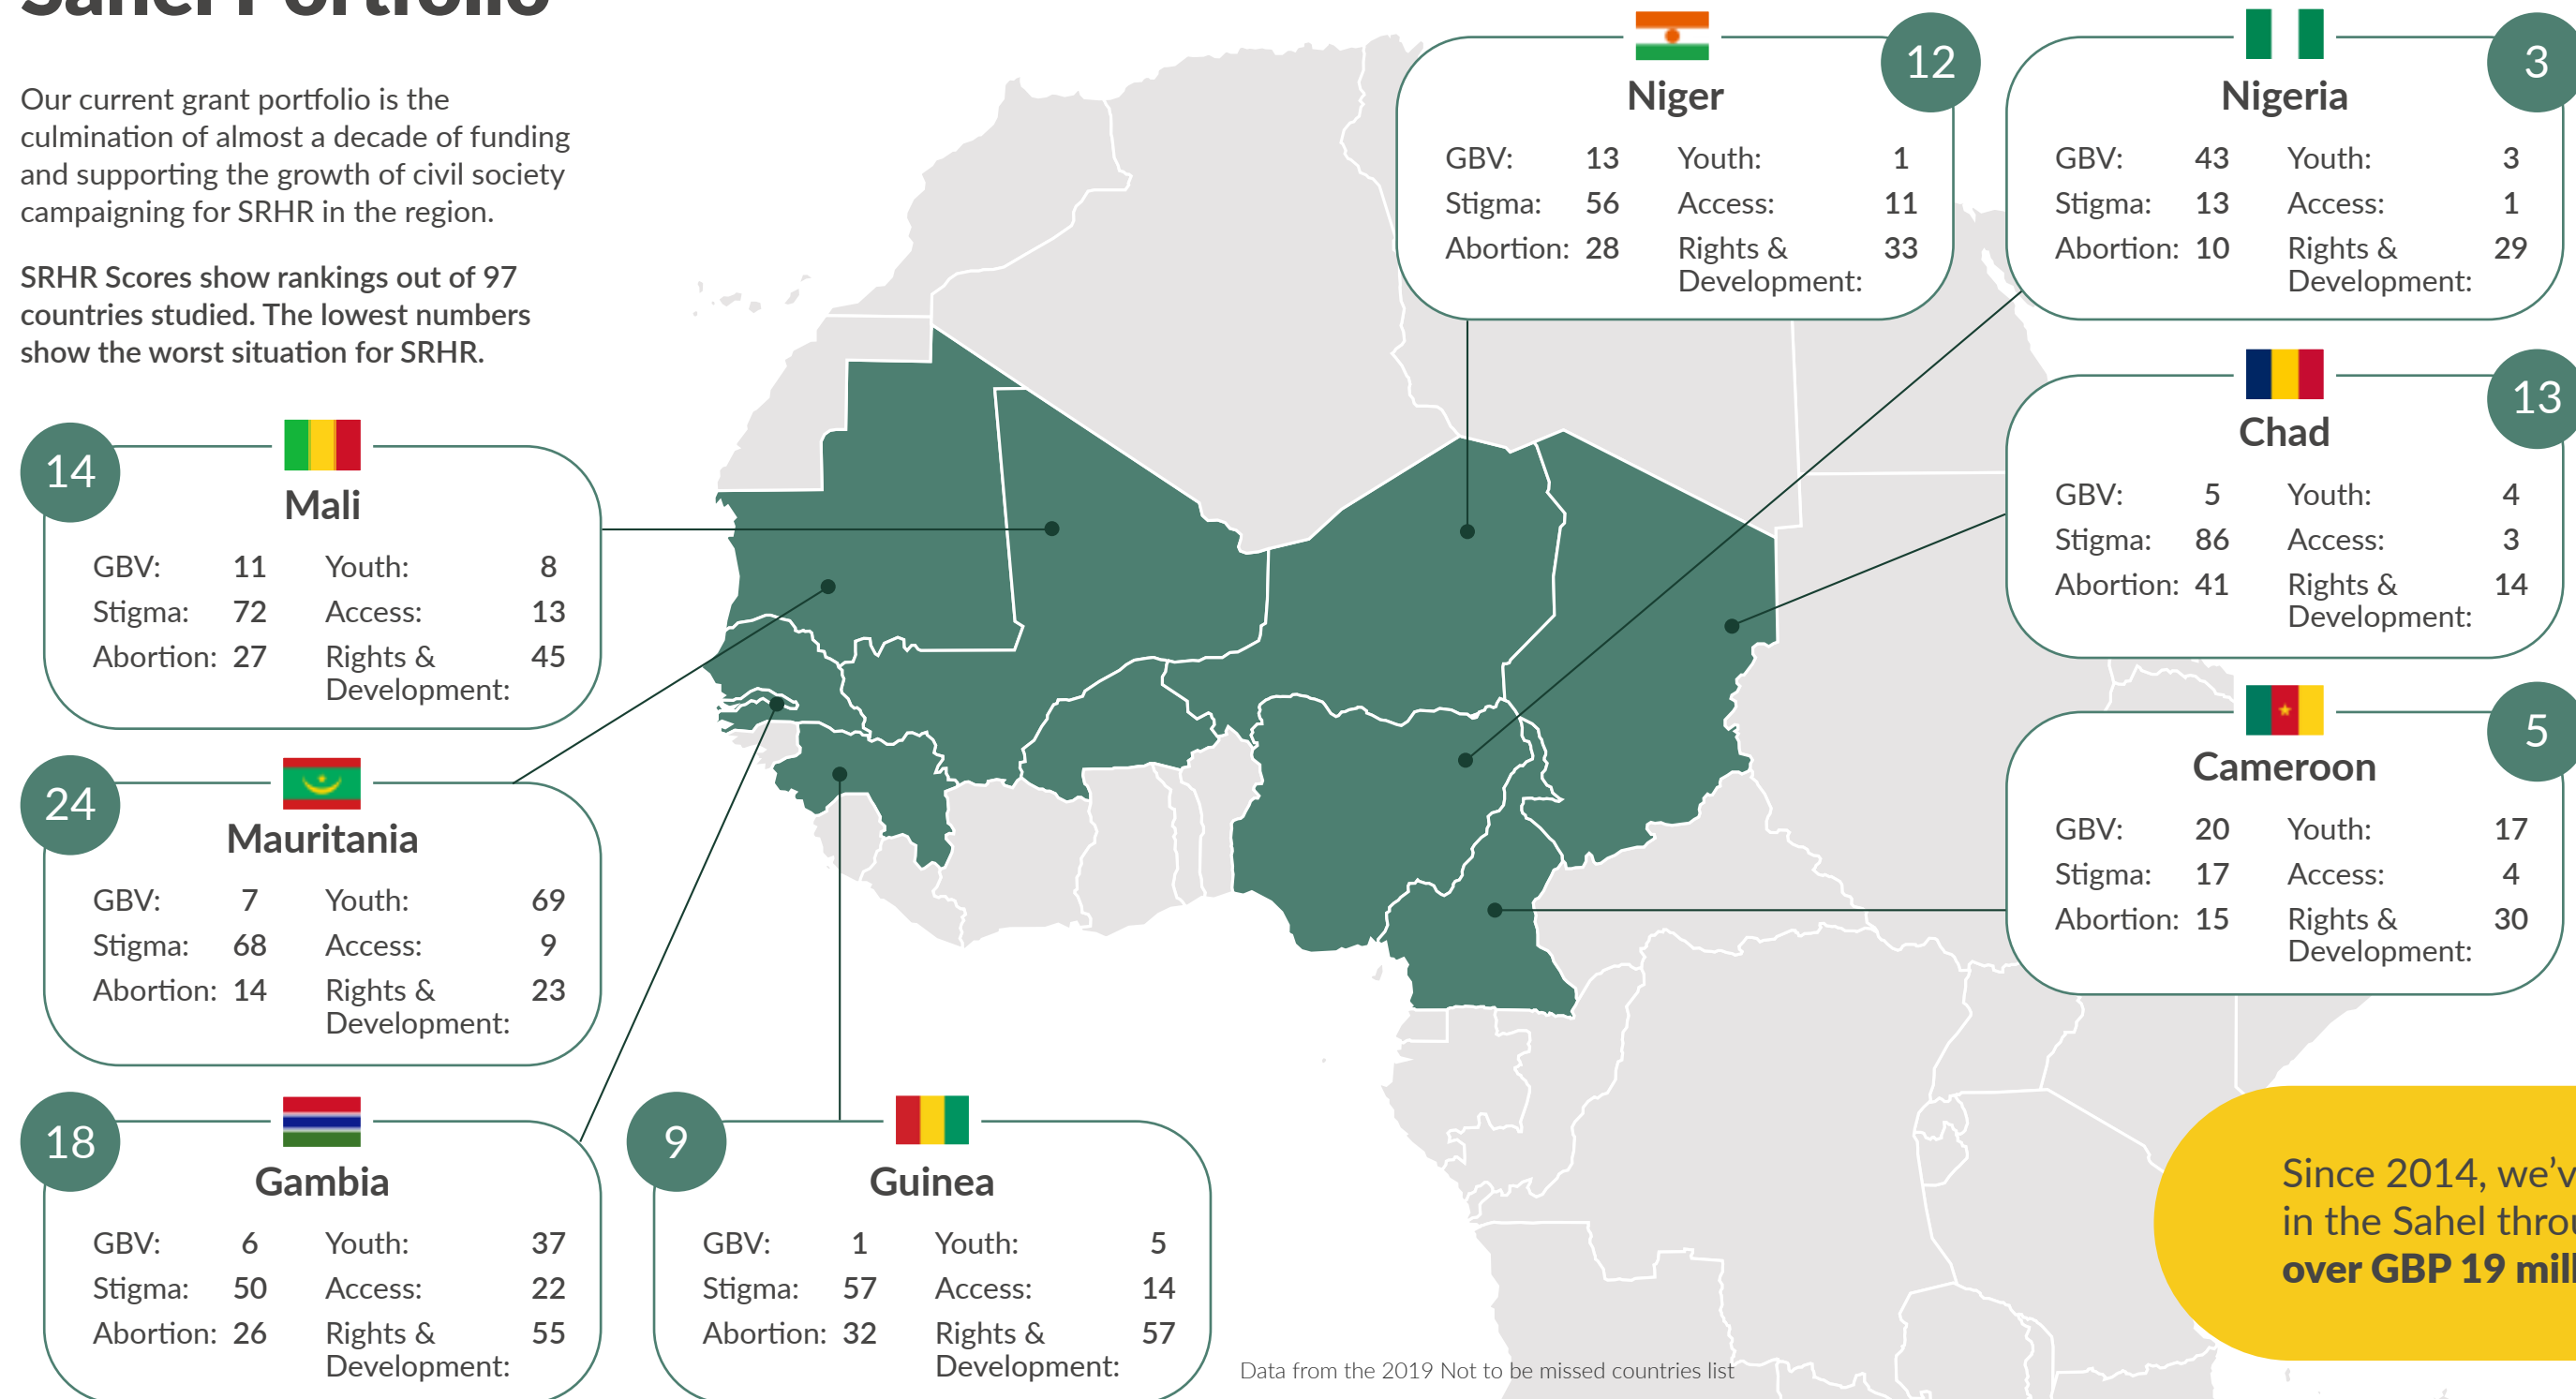 Sahel Portfolio
Our current grant portfolio is the
culmination of almost a decade of funding
and supporting the growth of civil society
campaigning for SRHR in the region.
SRHR Scores show rankings out of 97
countries studied. The lowest numbers
show the worst situation for SRHR.
12
Niger
GBV: 13 Youth: 1
Stigma: 56 Access: 11
Abortion: 28 Rights & 33
Development:
3
Nigeria
GBV: 43 Youth: 3
Stigma: 13 Access: 1
Abortion: 10 Rights & 29
Development:
14
Mali
GBV: 11 Youth: 8
Stigma: 72 Access: 13
Abortion: 27 Rights & 45
Development:
13
Chad
GBV: 5 Youth: 4
Stigma: 86 Access: 3
Abortion: 41 Rights & 14
Development:
24
Mauritania
GBV: 7 Youth: 69
Stigma: 68 Access: 9
Abortion: 14 Rights & 23
Development:
5
Cameroon
GBV: 20 Youth: 17
Stigma: 17 Access: 4
Abortion: 15 Rights & 30
Development:
18
Gambia
GBV: 6 Youth: 37
Stigma: 50 Access: 22
Abortion: 26 Rights & 55
Development:
9
Guinea
GBV: 1 Youth: 5
Stigma: 57 Access: 14
Abortion: 32 Rights & 57
Development:
Since 2014, we'v
in the Sahel throu
over GBP 19 mill
Data from the 2019 Not to be missed countries list